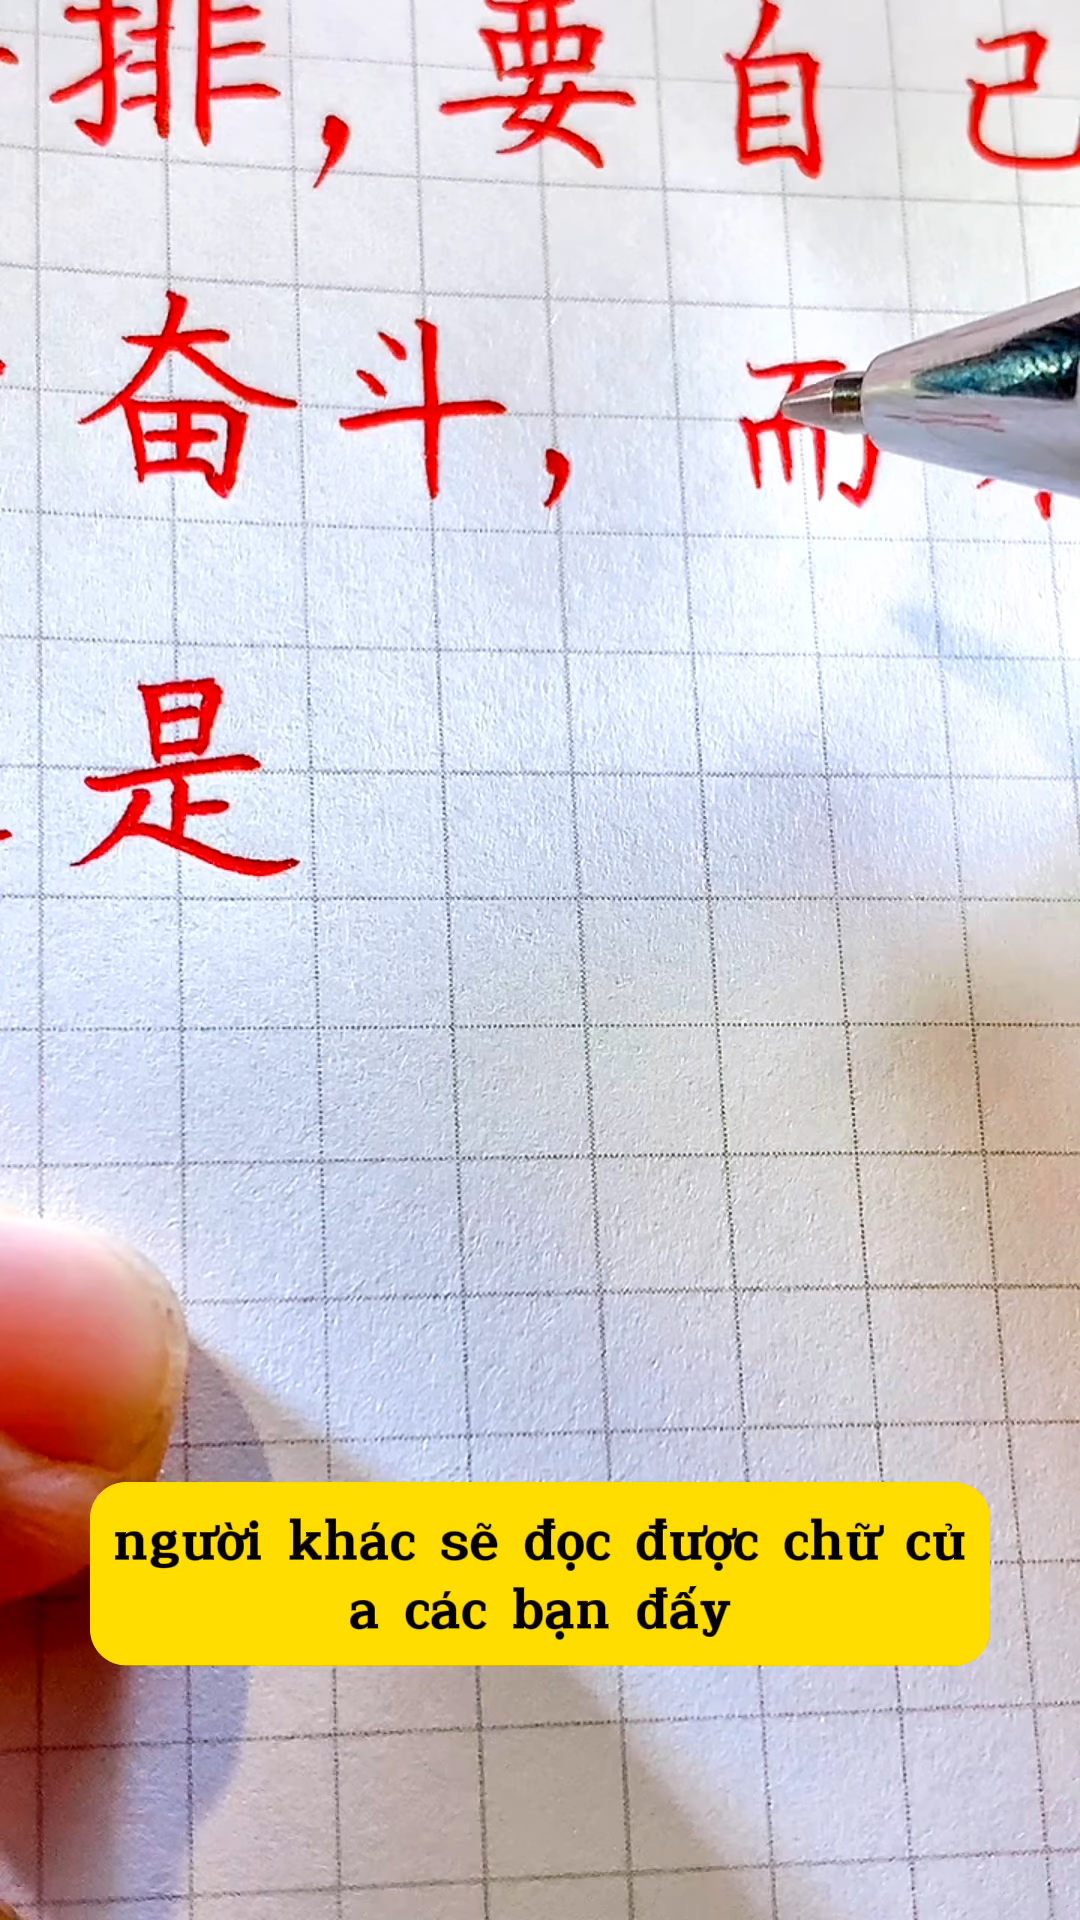 排，要自己
奋斗，而
是
người khác sẽ đọc được chữ củ
a các bạn đấy